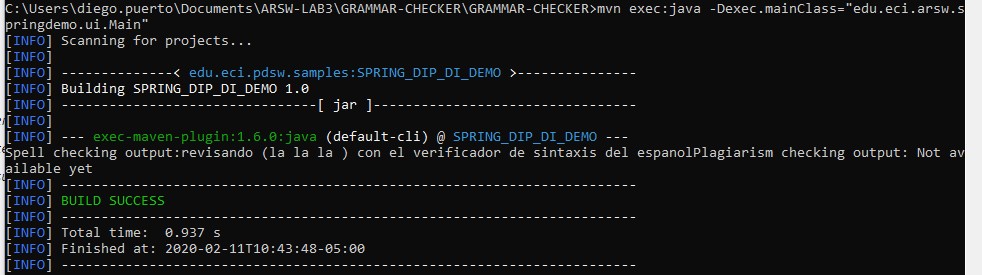 C:\Users\diego.puerto\Documents\ARSW-LAB3\GRAMMAR-CHECKER\GRAMMAR-CHECKER>mvn exec:java -Dexec.mainClass="edu.eci.arsw.s
pringdemo.ui.Main"
[INFO] Scanning for projects...
[INFO]
[INFO] --------------< edu.eci.pdsw.samples:SPRING_DIP_DI_DEMO >---------------
[INFO] Building SPRING_DIP_DI_DEMO 1.0
[INFO] --------------------------------[ jar ]---------------------------------
[INFO]
[INFO] --- exec-maven-plugin:1.6.0:java (default-cli) @ SPRING_DIP_DI_DEMO ---
Spell checking output:revisando (la la la ) con el verificador de sintaxis del espanolPlagiarism checking output: Not av
ailable yet
[INFO] ------------------------------------------------------------------------
[INFO] BUILD SUCCESS
[INFO] ------------------------------------------------------------------------
[INFO] Total time:  0.937 s
[INFO] Finished at: 2020-02-11T10:43:48-05:00
[INFO] ------------------------------------------------------------------------